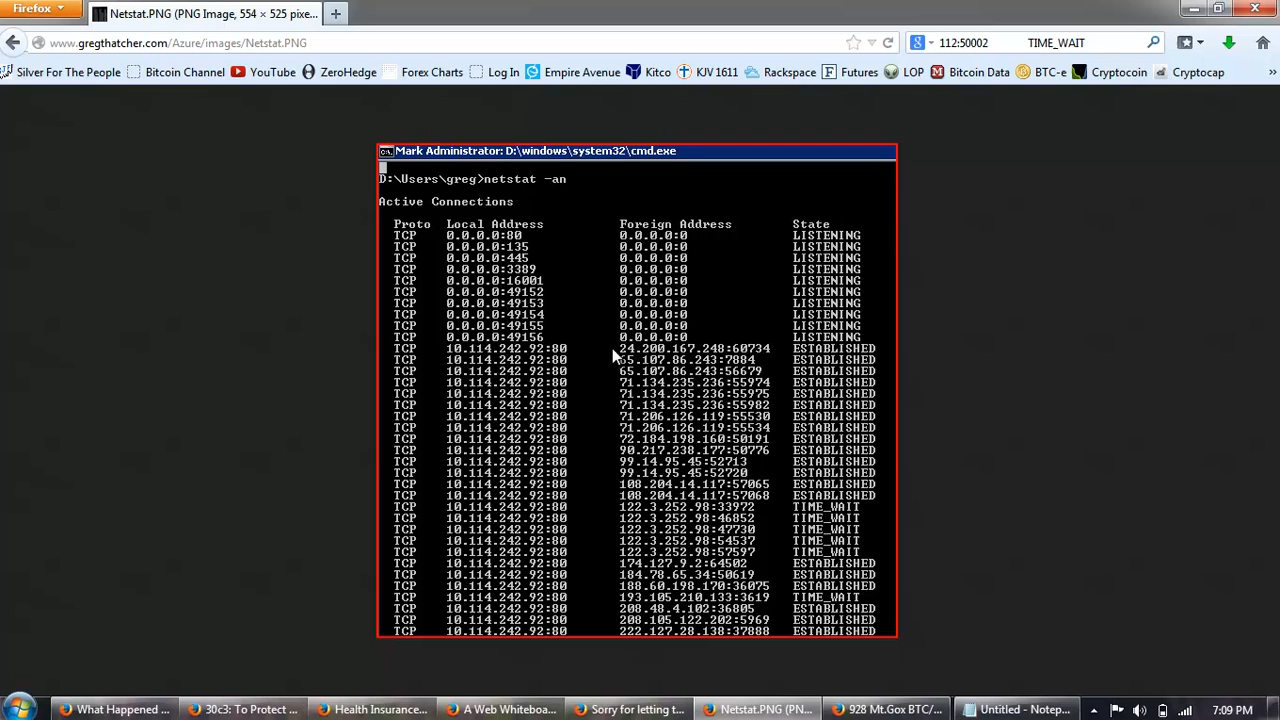 Firefox
Netstat.PNG (PNG Image, 554 × 525 pixe...
www.gregthatcher.com/Azure/images/Netstat.PNG
112:50002 TIME_WAIT
Silver For The People Bitcoin Channel YouTube ZeroHedge Forex Charts Log In Empire Avenue Kitco KJV 1611 Rackspace Futures LOP Bitcoin Data BTC-e Cryptocoin Cryptocap
Mark Administrator: D:\windows\system32\cmd.exe
D:\Users\greg>netstat -an
Active Connections
Proto Local Address Foreign Address State
TCP 0.0.0.0:80 0.0.0.0:0 LISTENING
TCP 0.0.0.0:135 0.0.0.0:0 LISTENING
TCP 0.0.0.0:445 0.0.0.0:0 LISTENING
TCP 0.0.0.0:3389 0.0.0.0:0 LISTENING
TCP 0.0.0.0:16001 0.0.0.0:0 LISTENING
TCP 0.0.0.0:49152 0.0.0.0:0 LISTENING
TCP 0.0.0.0:49153 0.0.0.0:0 LISTENING
TCP 0.0.0.0:49154 0.0.0.0:0 LISTENING
TCP 0.0.0.0:49155 0.0.0.0:0 LISTENING
TCP 0.0.0.0:49156 0.0.0.0:0 LISTENING
TCP 10.114.242.92:80 24.200.167.248:60734 ESTABLISHED
TCP 10.114.242.92:80 65.107.86.243:7884 ESTABLISHED
TCP 10.114.242.92:80 65.107.86.243:56679 ESTABLISHED
TCP 10.114.242.92:80 71.134.235.236:55974 ESTABLISHED
TCP 10.114.242.92:80 71.134.235.236:55975 ESTABLISHED
TCP 10.114.242.92:80 71.134.235.236:55982 ESTABLISHED
TCP 10.114.242.92:80 71.206.126.119:55530 ESTABLISHED
TCP 10.114.242.92:80 71.206.126.119:55534 ESTABLISHED
TCP 10.114.242.92:80 72.184.198.160:50191 ESTABLISHED
TCP 10.114.242.92:80 90.217.238.177:50776 ESTABLISHED
TCP 10.114.242.92:80 99.14.95.45:52713 ESTABLISHED
TCP 10.114.242.92:80 99.14.95.45:52720 ESTABLISHED
TCP 10.114.242.92:80 108.204.14.117:57065 ESTABLISHED
TCP 10.114.242.92:80 108.204.14.117:57068 ESTABLISHED
TCP 10.114.242.92:80 122.3.252.98:33972 TIME_WAIT
TCP 10.114.242.92:80 122.3.252.98:46852 TIME_WAIT
TCP 10.114.242.92:80 122.3.252.98:47730 TIME_WAIT
TCP 10.114.242.92:80 122.3.252.98:54537 TIME_WAIT
TCP 10.114.242.92:80 122.3.252.98:57597 TIME_WAIT
TCP 10.114.242.92:80 174.127.9.2:64502 ESTABLISHED
TCP 10.114.242.92:80 184.78.65.34:50619 ESTABLISHED
TCP 10.114.242.92:80 188.60.198.170:36075 ESTABLISHED
TCP 10.114.242.92:80 193.105.210.133:3619 TIME_WAIT
TCP 10.114.242.92:80 208.48.4.102:36805 ESTABLISHED
TCP 10.114.242.92:80 208.105.122.202:5969 ESTABLISHED
TCP 10.114.242.92:80 222.127.28.138:37888 ESTABLISHED
What Happened ... 30c3: To Protect ... Health Insurance... A Web Whiteboa... Sorry for letting t... Netstat.PNG (PN... 928 Mt.Gox BTC/... Untitled - Notep... 7:09 PM